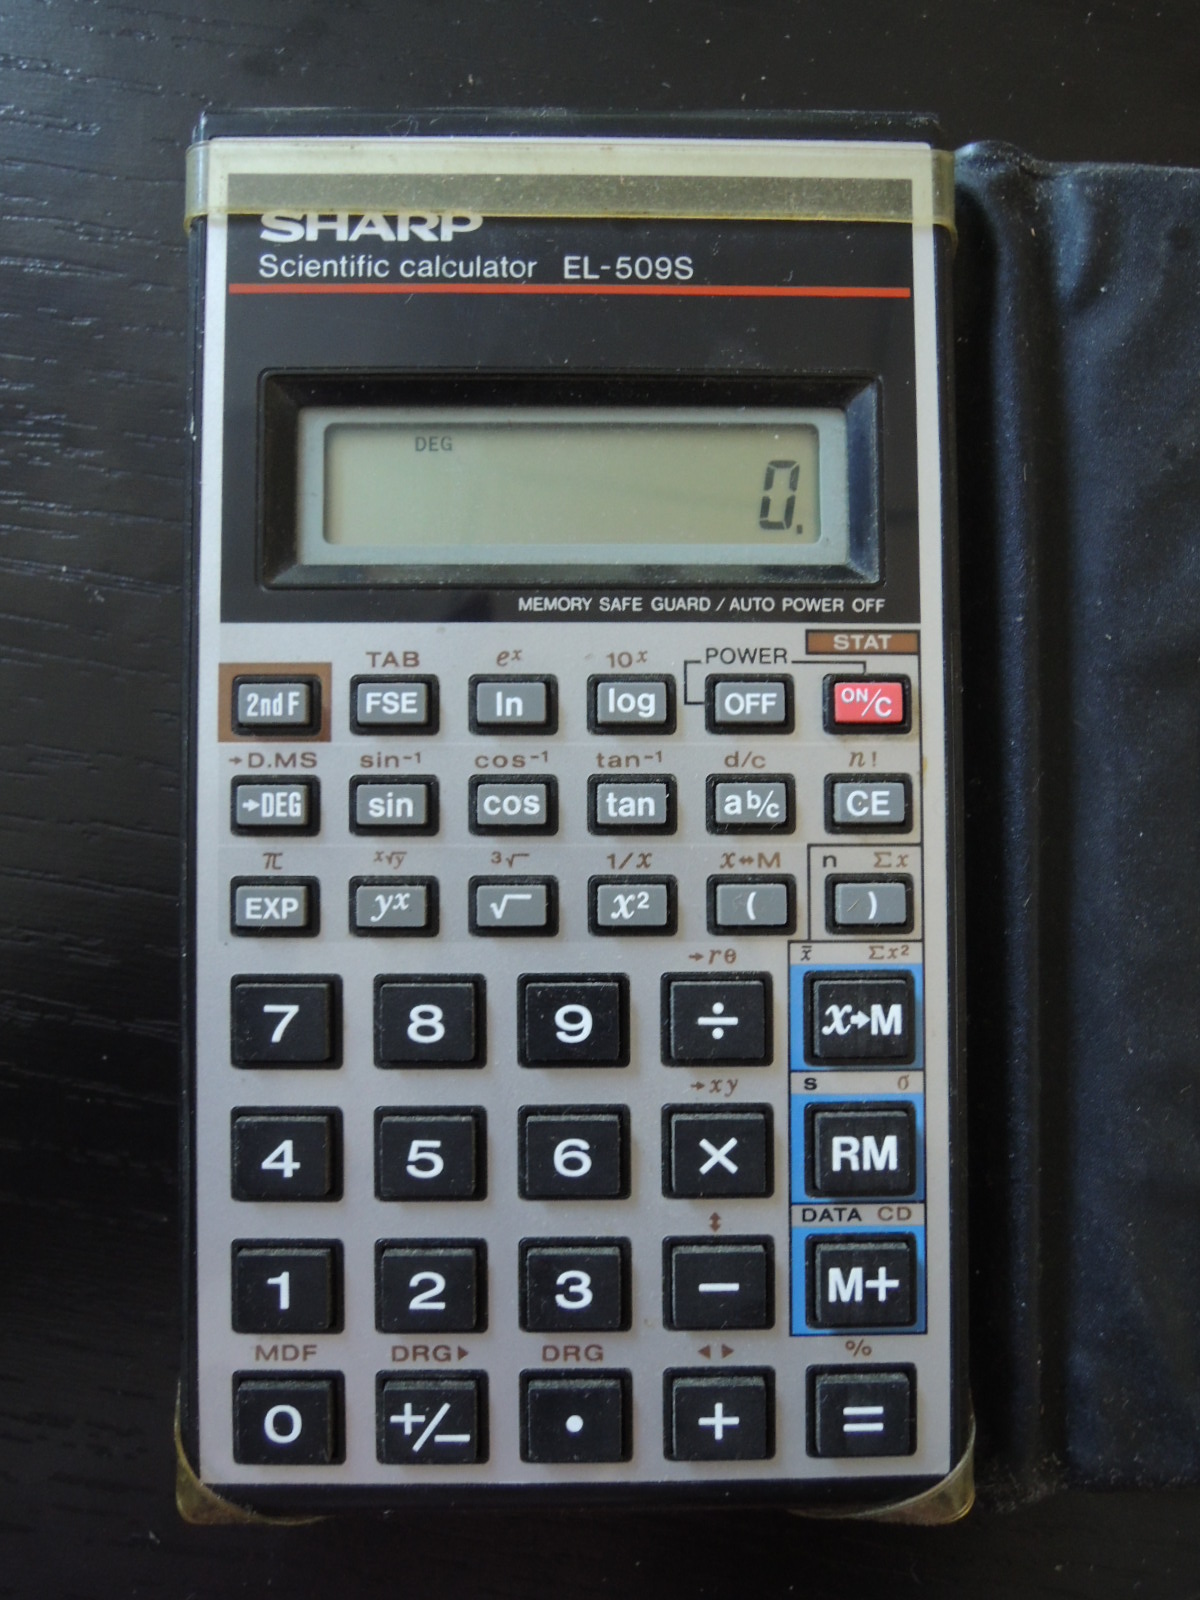 SHARP
Scientific calculator EL-509S
DEG
0.
MEMORY SAFE GUARD / AUTO POWER OFF
STAT
TAB eˣ 10ˣ POWER
2nd F FSE ln log OFF ON/C
→D.MS sin⁻¹ cos⁻¹ tan⁻¹ d/c n!
→DEG sin cos tan ab/c CE
π ˣ√y ³√ 1/x x↔M n Σx
EXP yˣ √ x² ( )
→rθ x̄ Σx²
7 8 9 ÷ x→M
→xy s σ
4 5 6 × RM
↕ DATA CD
1 2 3 − M+
MDF DRG▶ DRG ◀ ▶ %
0 +/− • + =